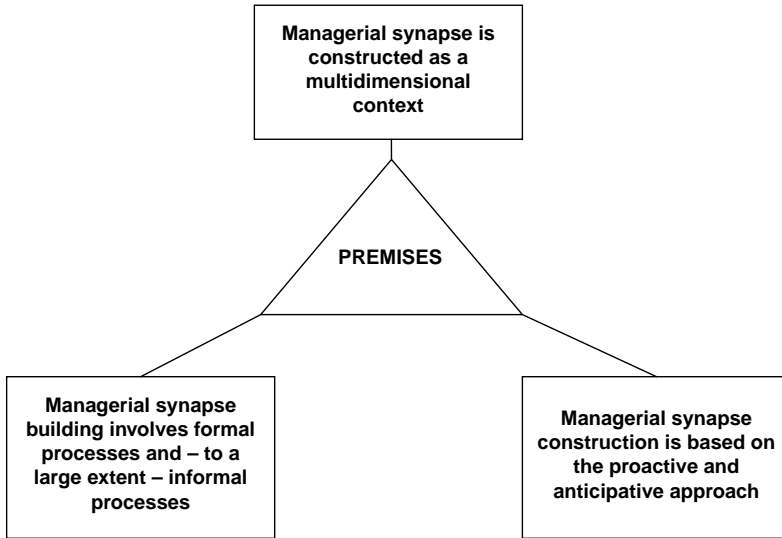 Managerial synapse is
constructed as a
multidimensional
context
PREMISES
Managerial synapse
building involves formal
processes and – to a
large extent – informal
processes
Managerial synapse
construction is based on
the proactive and
anticipative approach